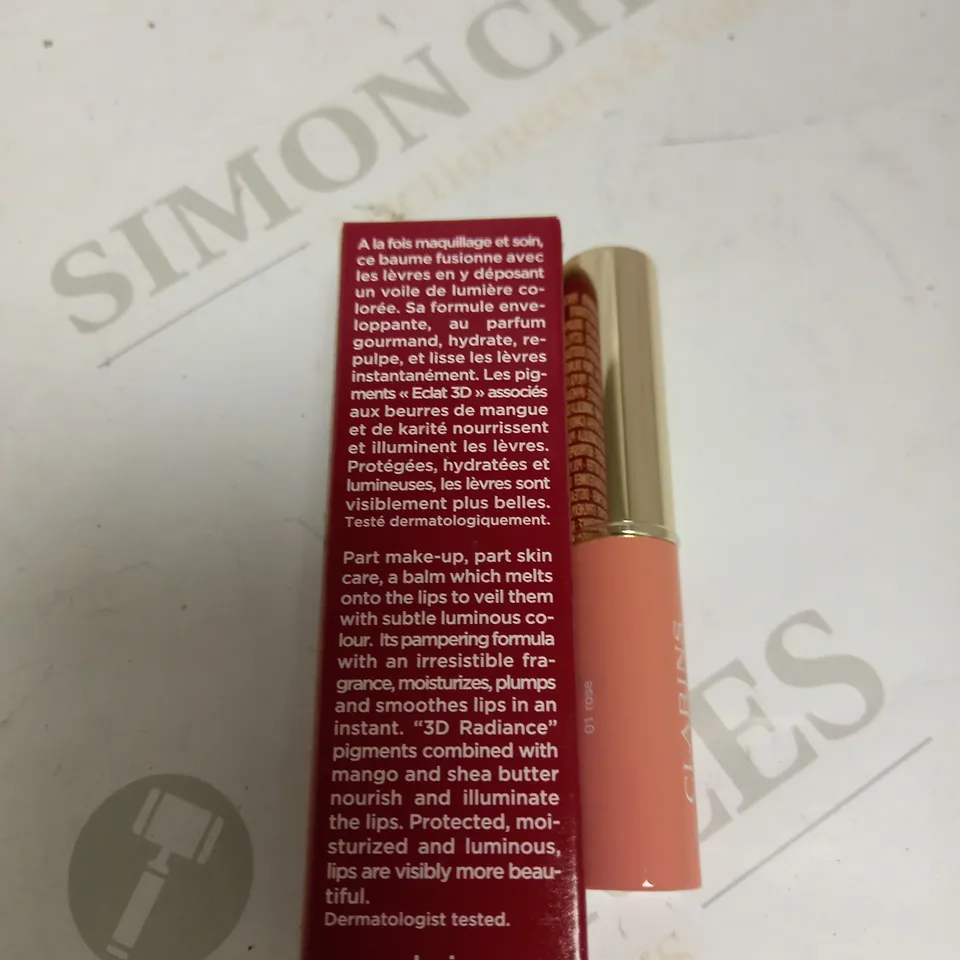 SIMON CH
A la fois maquillage et soin,
ce baume fusionne avec
les lèvres en y déposant
un voile de lumière co-
lorée. Sa formule enve-
loppante, au parfum
gourmand, hydrate, re-
pulpe, et lisse les lèvres
instantanément. Les pig-
ments « Eclat 3D » associés
aux beurres de mangue
et de karité nourrissent
et illuminent les lèvres.
Protégées, hydratées et
lumineuses, les lèvres sont
visiblement plus belles.
Testé dermatologiquement.
Part make-up, part skin
care, a balm which melts
onto the lips to veil them
with subtle luminous co-
lour. Its pampering formula
with an irresistible fra-
grance, moisturizes, plumps
and smoothes lips in an
instant. “3D Radiance”
pigments combined with
mango and shea butter
nourish and illuminate
the lips. Protected, moi-
sturized and luminous,
lips are visibly more beau-
tiful.
Dermatologist tested.
01 rose
CLARINS